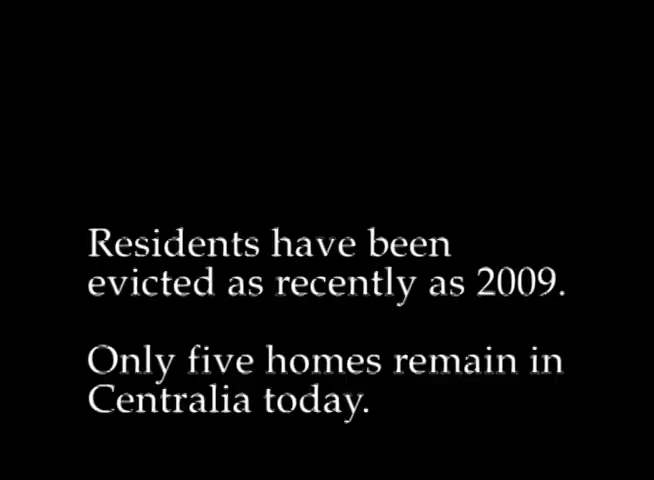 Residents have been
evicted as recently as 2009.
Only five homes remain in
Centralia today.